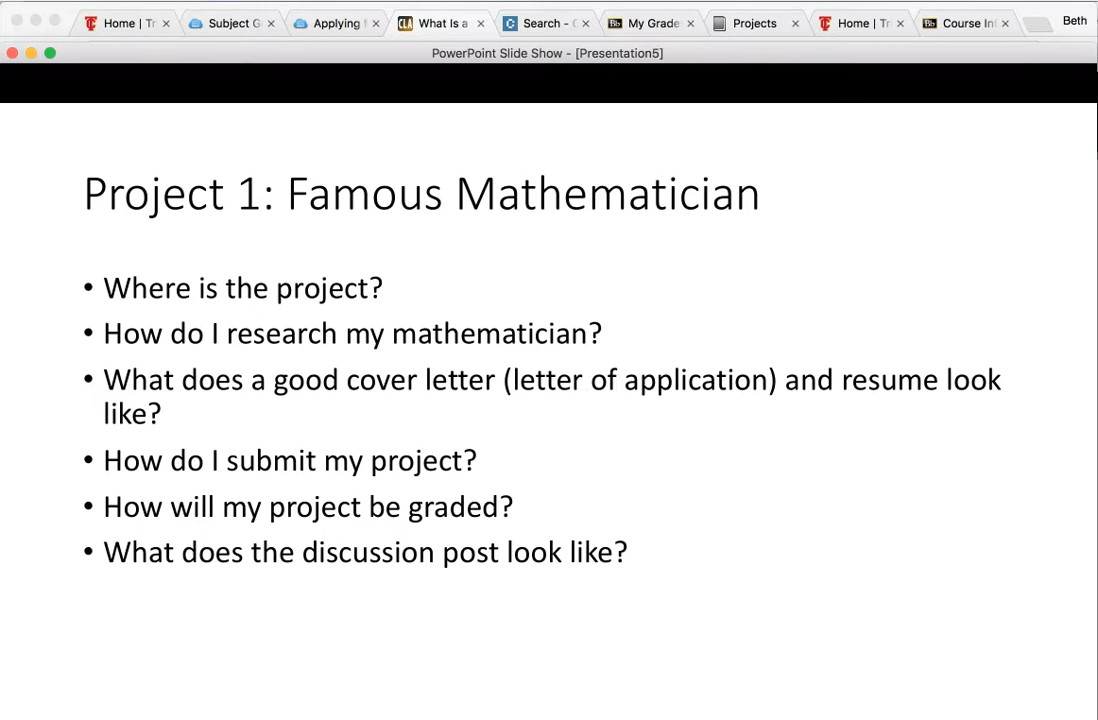 Home | Tr
Subject G
Applying
What Is a
Search - C
My Grade
Projects
Home | Tr
Course In
Beth
PowerPoint Slide Show - [Presentation5]
Project 1: Famous Mathematician
• Where is the project?
• How do I research my mathematician?
• What does a good cover letter (letter of application) and resume look
like?
• How do I submit my project?
• How will my project be graded?
• What does the discussion post look like?